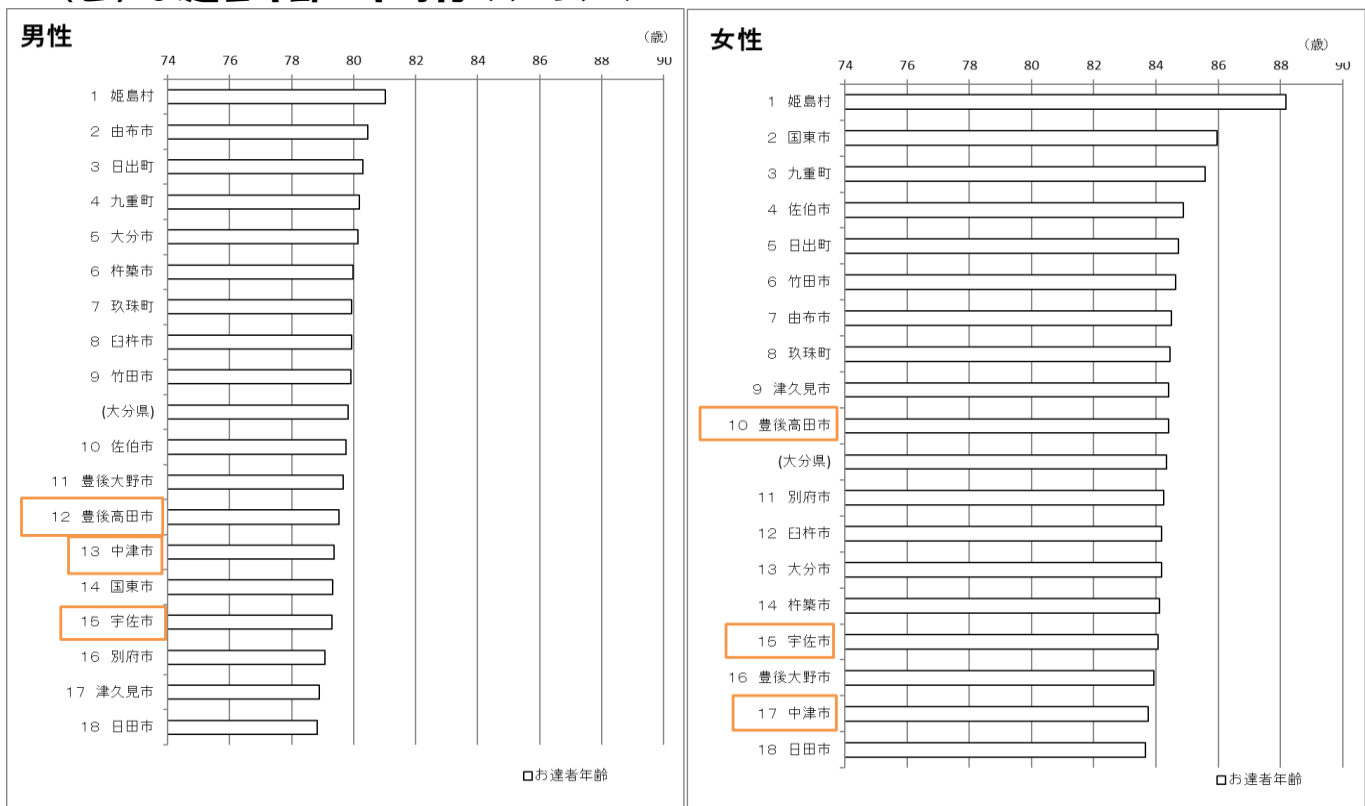 男性
(歳)
74 76 78 80 82 84 86 88 90
1 姫島村
2 由布市
3 日出町
4 九重町
5 大分市
6 杵築市
7 玖珠町
8 臼杵市
9 竹田市
(大分県)
10 佐伯市
11 豊後大野市
12 豊後高田市
13 中津市
14 国東市
15 宇佐市
16 別府市
17 津久見市
18 日田市
お達者年齢
女性
(歳)
74 76 78 80 82 84 86 88 90
1 姫島村
2 国東市
3 九重町
4 佐伯市
5 日出町
6 竹田市
7 由布市
8 玖珠町
9 津久見市
10 豊後高田市
(大分県)
11 別府市
12 臼杵市
13 大分市
14 杵築市
15 宇佐市
16 豊後大野市
17 中津市
18 日田市
お達者年齢